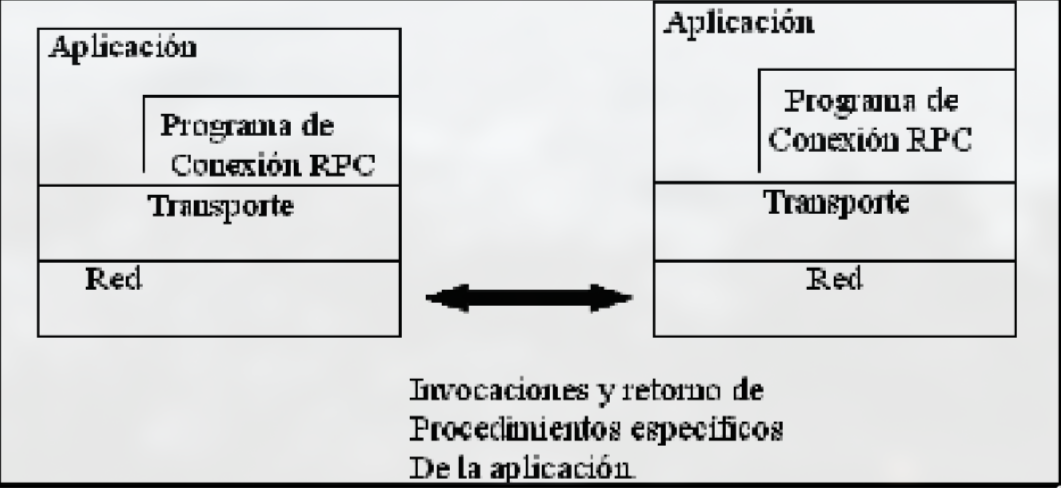 Aplicación
Programa de
Conexión RPC
Transporte
Red
Aplicación
Programa de
Conexión RPC
Transporte
Red
Invocaciones y retorno de
Procedimientos específicos
De la aplicación.